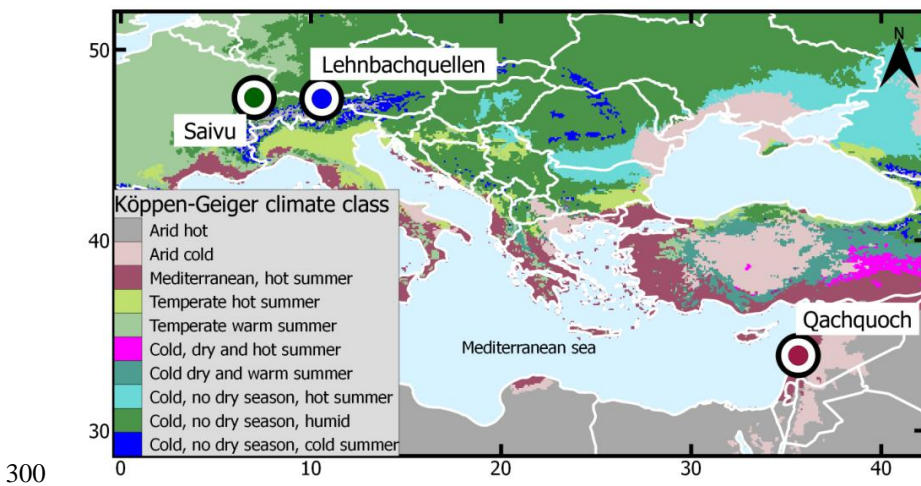 50
N
Lehnbachquellen
Saivu
Köppen-Geiger climate class
Arid hot
Arid cold
Mediterranean, hot summer
Temperate hot summer
Temperate warm summer
Cold, dry and hot summer
Cold dry and warm summer
Cold, no dry season, hot summer
Cold, no dry season, humid
Cold, no dry season, cold summer
40
Qachquoch
Mediterranean sea
30
300
0 10 20 30 40